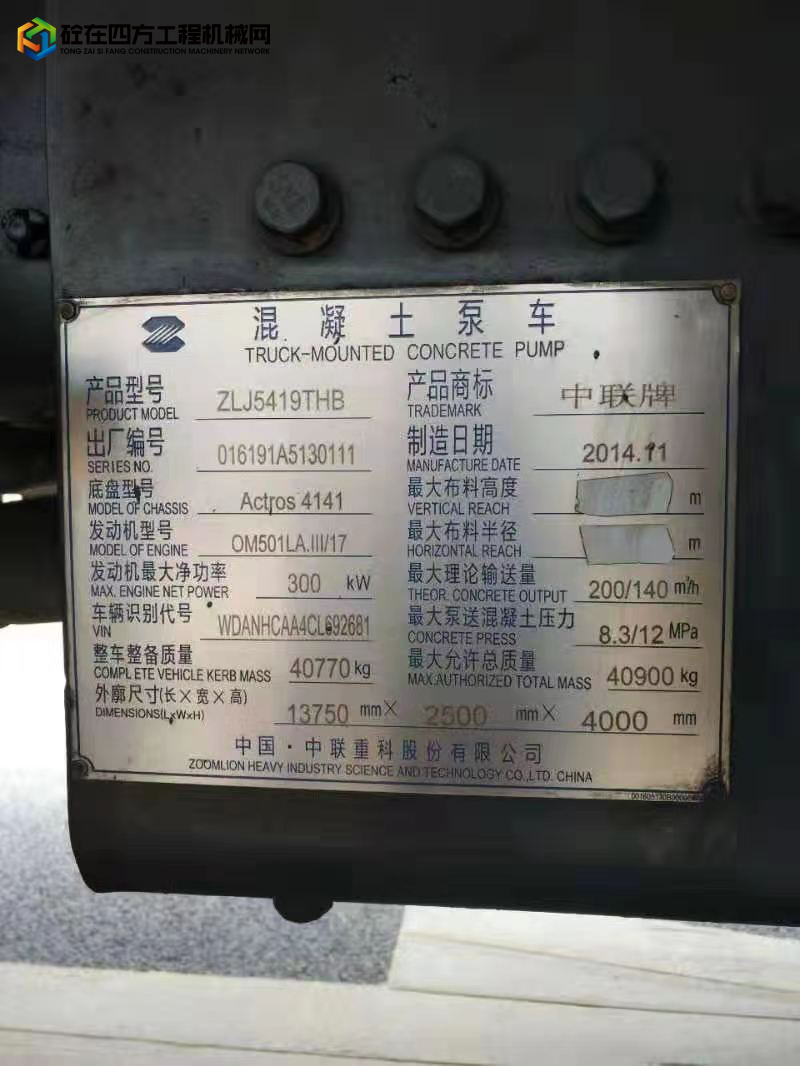 砼在四方工程机械网
TONG ZAI SI FANG CONSTRUCTION MACHINERY NETWORK
混凝土泵车
TRUCK-MOUNTED CONCRETE PUMP
产品型号 ZLJ5419THB 产品商标 中联牌
PRODUCT MODEL TRADEMARK
出厂编号 016191A5130111 制造日期 2014.11
SERIES NO. MANUFACTURE DATE
底盘型号 Actros 4141 最大布料高度 m
MODEL OF CHASSIS VERTICAL REACH
发动机型号 OM501LA.III/17 最大布料半径 m
MODEL OF ENGINE HORIZONTAL REACH
发动机最大净功率 300 kW 最大理论输送量 200/140 m³/h
MAX. ENGINE NET POWER THEOR. CONCRETE OUTPUT
车辆识别代号 WDANHCAA4CL692681 最大泵送混凝土压力 8.3/12 MPa
VIN CONCRETE PRESS
整车整备质量 40770 kg 最大允许总质量 40900 kg
COMPLETE VEHICLE KERB MASS MAX.AUTHORIZED TOTAL MASS
外廓尺寸(长×宽×高) 13750 mm× 2500 mm× 4000 mm
DIMENSIONS(L×W×H)
中国·中联重科股份有限公司
ZOOMLION HEAVY INDUSTRY SCIENCE AND TECHNOLOGY CO.,LTD. CHINA